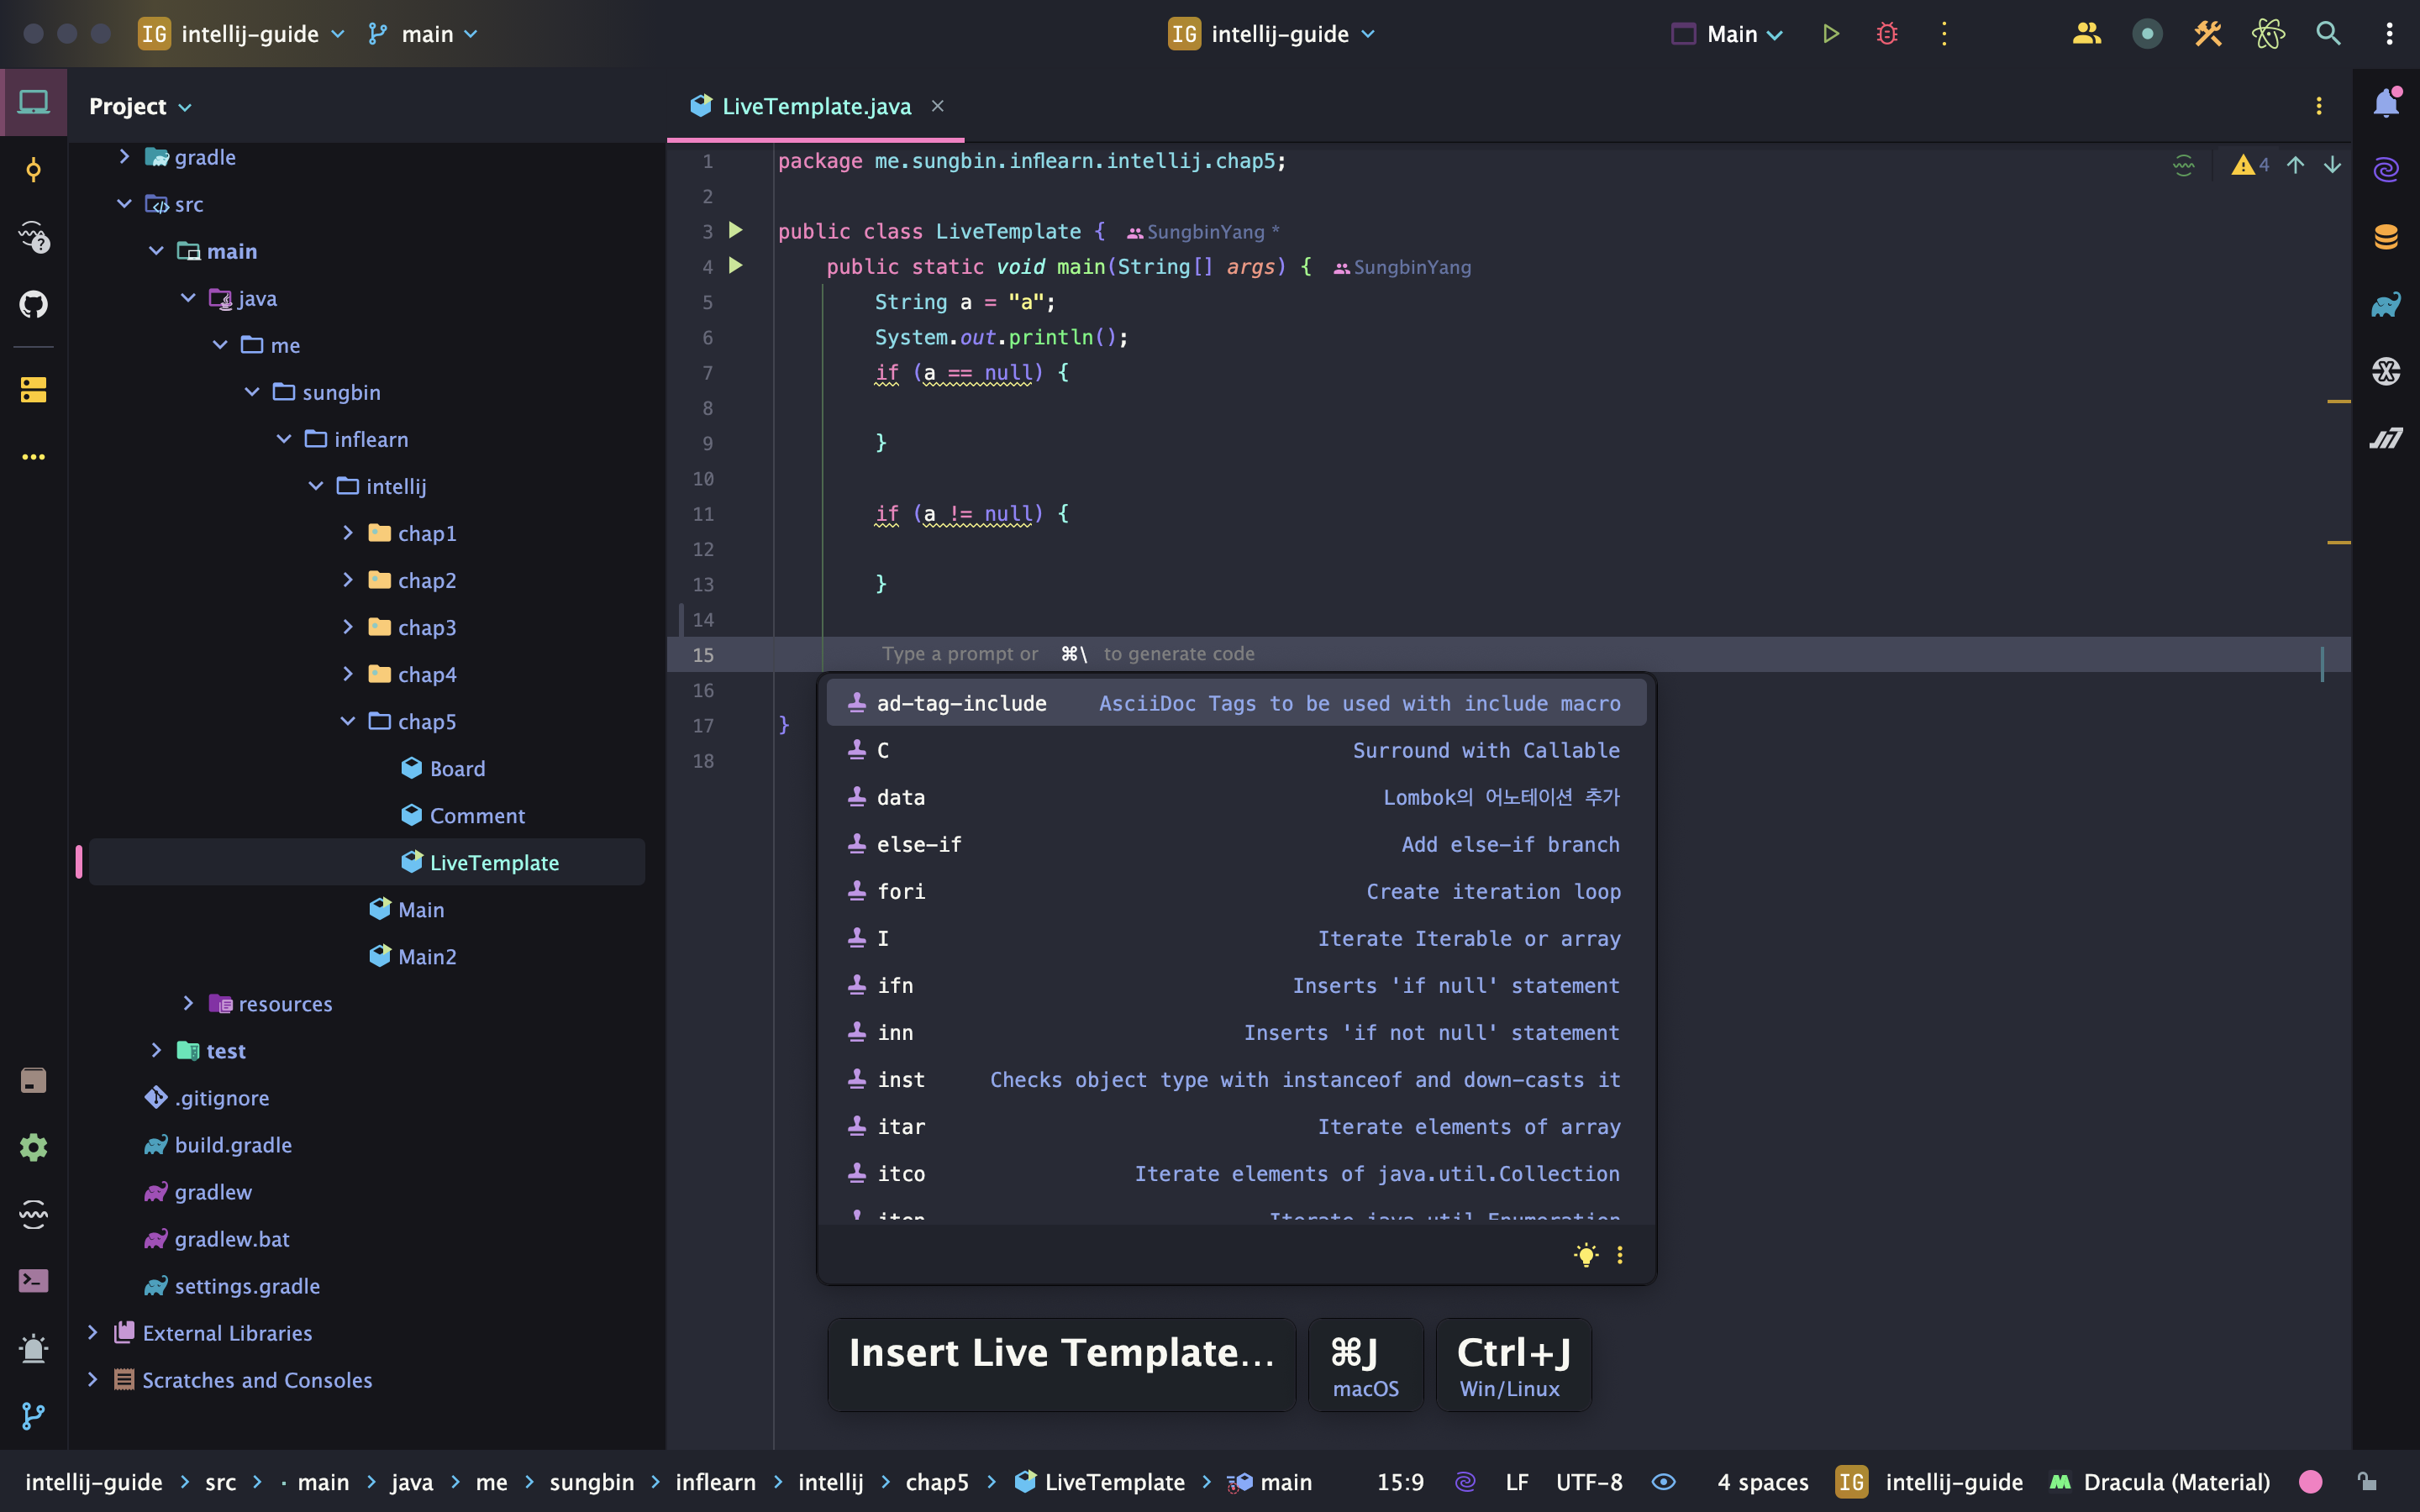 IG intellij-guide main
IG intellij-guide
Main
Project
gradle
src
main
java
me
sungbin
inflearn
intellij
chap1
chap2
chap3
chap4
chap5
Board
Comment
LiveTemplate
Main
Main2
resources
test
.gitignore
build.gradle
gradlew
gradlew.bat
settings.gradle
External Libraries
Scratches and Consoles
LiveTemplate.java
4
1 package me.sungbin.inflearn.intellij.chap5;
2
3 public class LiveTemplate { SungbinYang *
4 public static void main(String[] args) { SungbinYang
5 String a = "a";
6 System.out.println();
7 if (a == null) {
8
9 }
10
11 if (a != null) {
12
13 }
14
15 Type a prompt or ⌘\ to generate code
16
17 }
18
ad-tag-include AsciiDoc Tags to be used with include macro
C Surround with Callable
data Lombok의 어노테이션 추가
else-if Add else-if branch
fori Create iteration loop
I Iterate Iterable or array
ifn Inserts 'if null' statement
inn Inserts 'if not null' statement
inst Checks object type with instanceof and down-casts it
itar Iterate elements of array
itco Iterate elements of java.util.Collection
iten Iterate java.util.Enumeration
Insert Live Template... ⌘J Ctrl+J
macOS Win/Linux
intellij-guide > src > main > java > me > sungbin > inflearn > intellij > chap5 > LiveTemplate > main 15:9 LF UTF-8 4 spaces IG intellij-guide Dracula (Material)